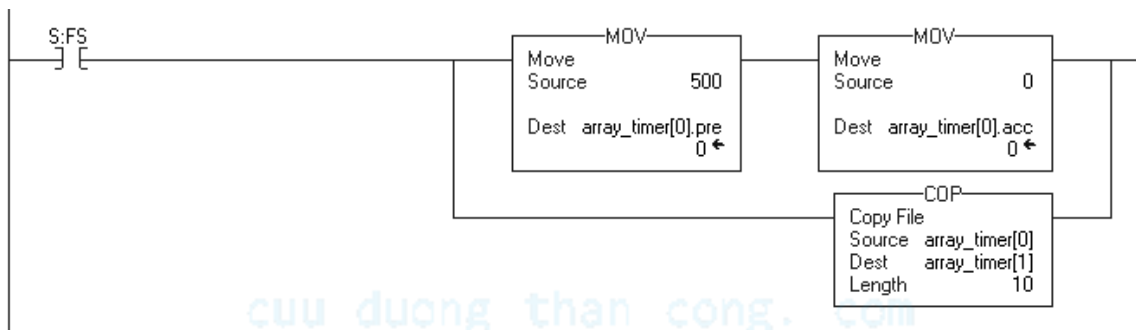 S:FS
MOV
Move
Source 500
Dest array_timer[0].pre
0
MOV
Move
Source 0
Dest array_timer[0].acc
0
COP
Copy File
Source array_timer[0]
Dest array_timer[1]
Length 10
cuu duong than cong. com